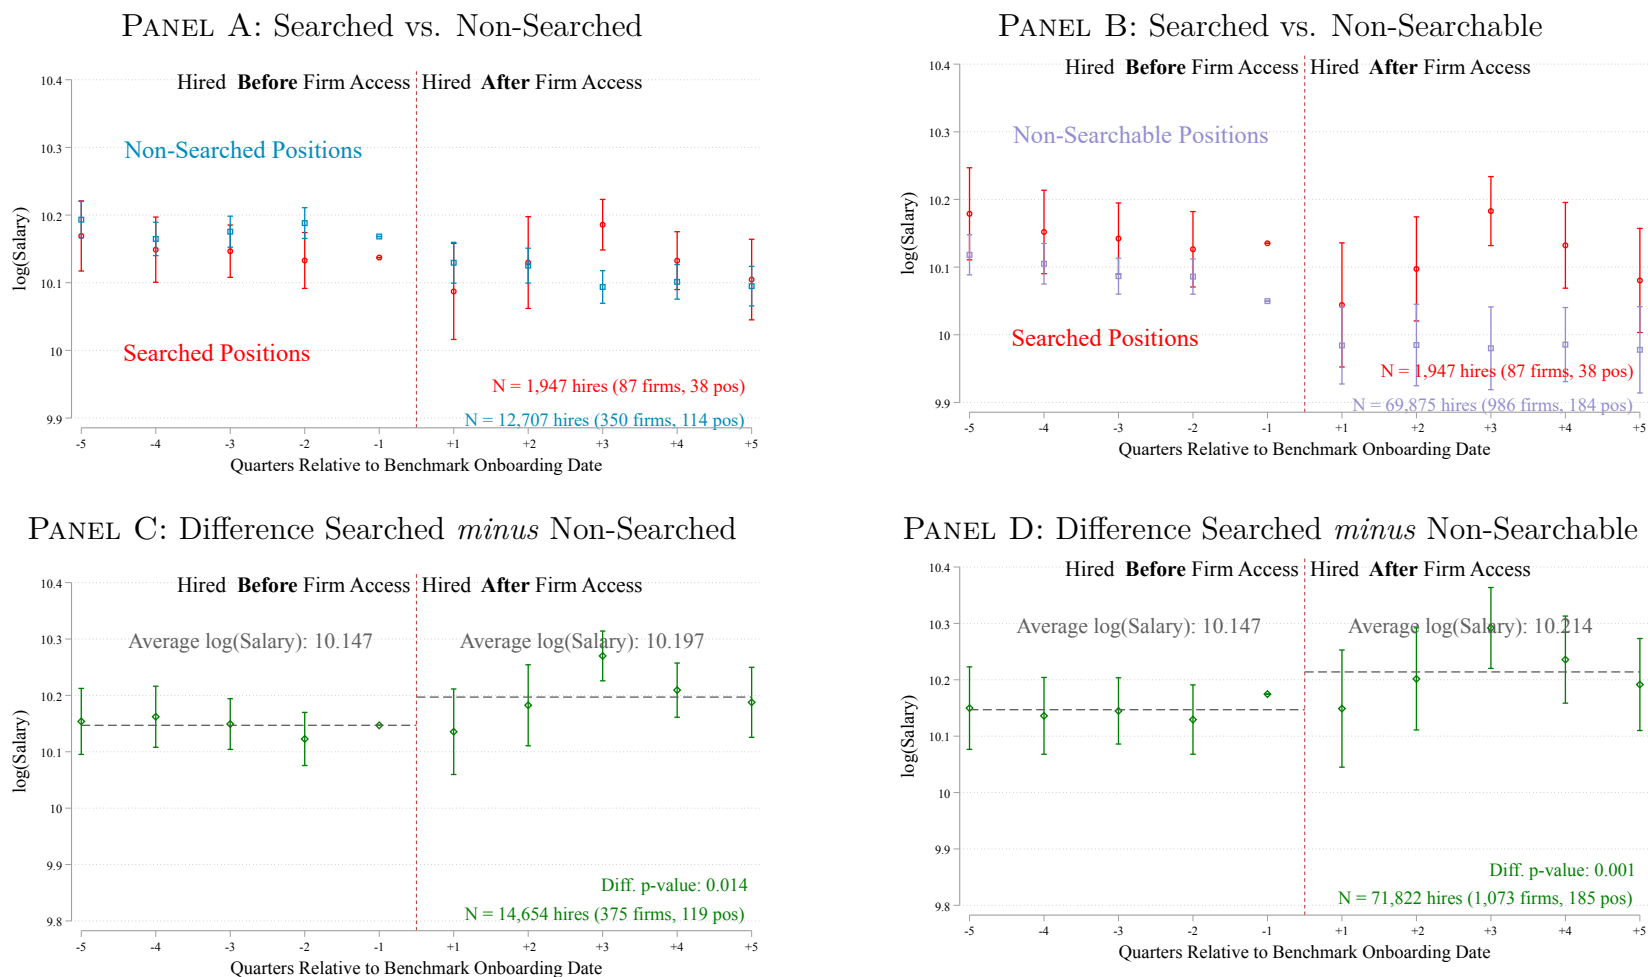 PANEL A: Searched vs. Non-Searched
Hired Before Firm Access
Hired After Firm Access
Non-Searched Positions
Searched Positions
N = 1,947 hires (87 firms, 38 pos)
N = 12,707 hires (350 firms, 114 pos)
log(Salary)
10.4
10.3
10.2
10.1
10
9.9
-5 -4 -3 -2 -1 +1 +2 +3 +4 +5
Quarters Relative to Benchmark Onboarding Date
PANEL B: Searched vs. Non-Searchable
Hired Before Firm Access
Hired After Firm Access
Non-Searchable Positions
Searched Positions
N = 1,947 hires (87 firms, 38 pos)
N = 69,875 hires (986 firms, 184 pos)
log(Salary)
10.4
10.3
10.2
10.1
10
9.9
-5 -4 -3 -2 -1 +1 +2 +3 +4 +5
Quarters Relative to Benchmark Onboarding Date
PANEL C: Difference Searched minus Non-Searched
Hired Before Firm Access
Hired After Firm Access
Average log(Salary): 10.147
Average log(Salary): 10.197
Diff. p-value: 0.014
N = 14,654 hires (375 firms, 119 pos)
log(Salary)
10.4
10.3
10.2
10.1
10
9.9
9.8
-5 -4 -3 -2 -1 +1 +2 +3 +4 +5
Quarters Relative to Benchmark Onboarding Date
PANEL D: Difference Searched minus Non-Searchable
Hired Before Firm Access
Hired After Firm Access
Average log(Salary): 10.147
Average log(Salary): 10.214
Diff. p-value: 0.001
N = 71,822 hires (1,073 firms, 185 pos)
log(Salary)
10.4
10.3
10.2
10.1
10
9.9
9.8
-5 -4 -3 -2 -1 +1 +2 +3 +4 +5
Quarters Relative to Benchmark Onboarding Date